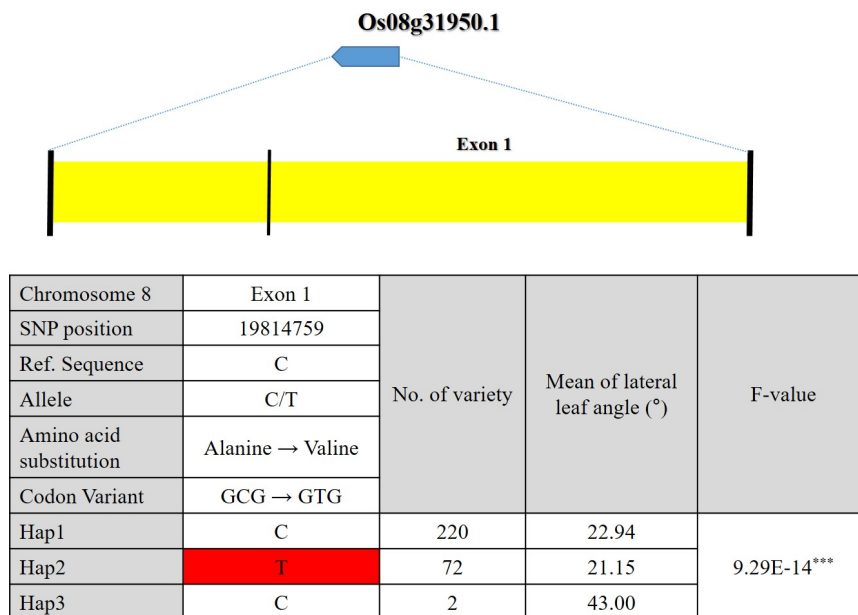 Os08g31950.1
Exon 1
Chromosome 8 Exon 1
SNP position 19814759
Ref. Sequence C
Allele C/T
No. of variety
Mean of lateral
leaf angle (°)
F-value
Amino acid
substitution
Alanine → Valine
Codon Variant GCG → GTG
Hap1 C 220 22.94
Hap2 T 72 21.15 9.29E-14***
Hap3 C 2 43.00